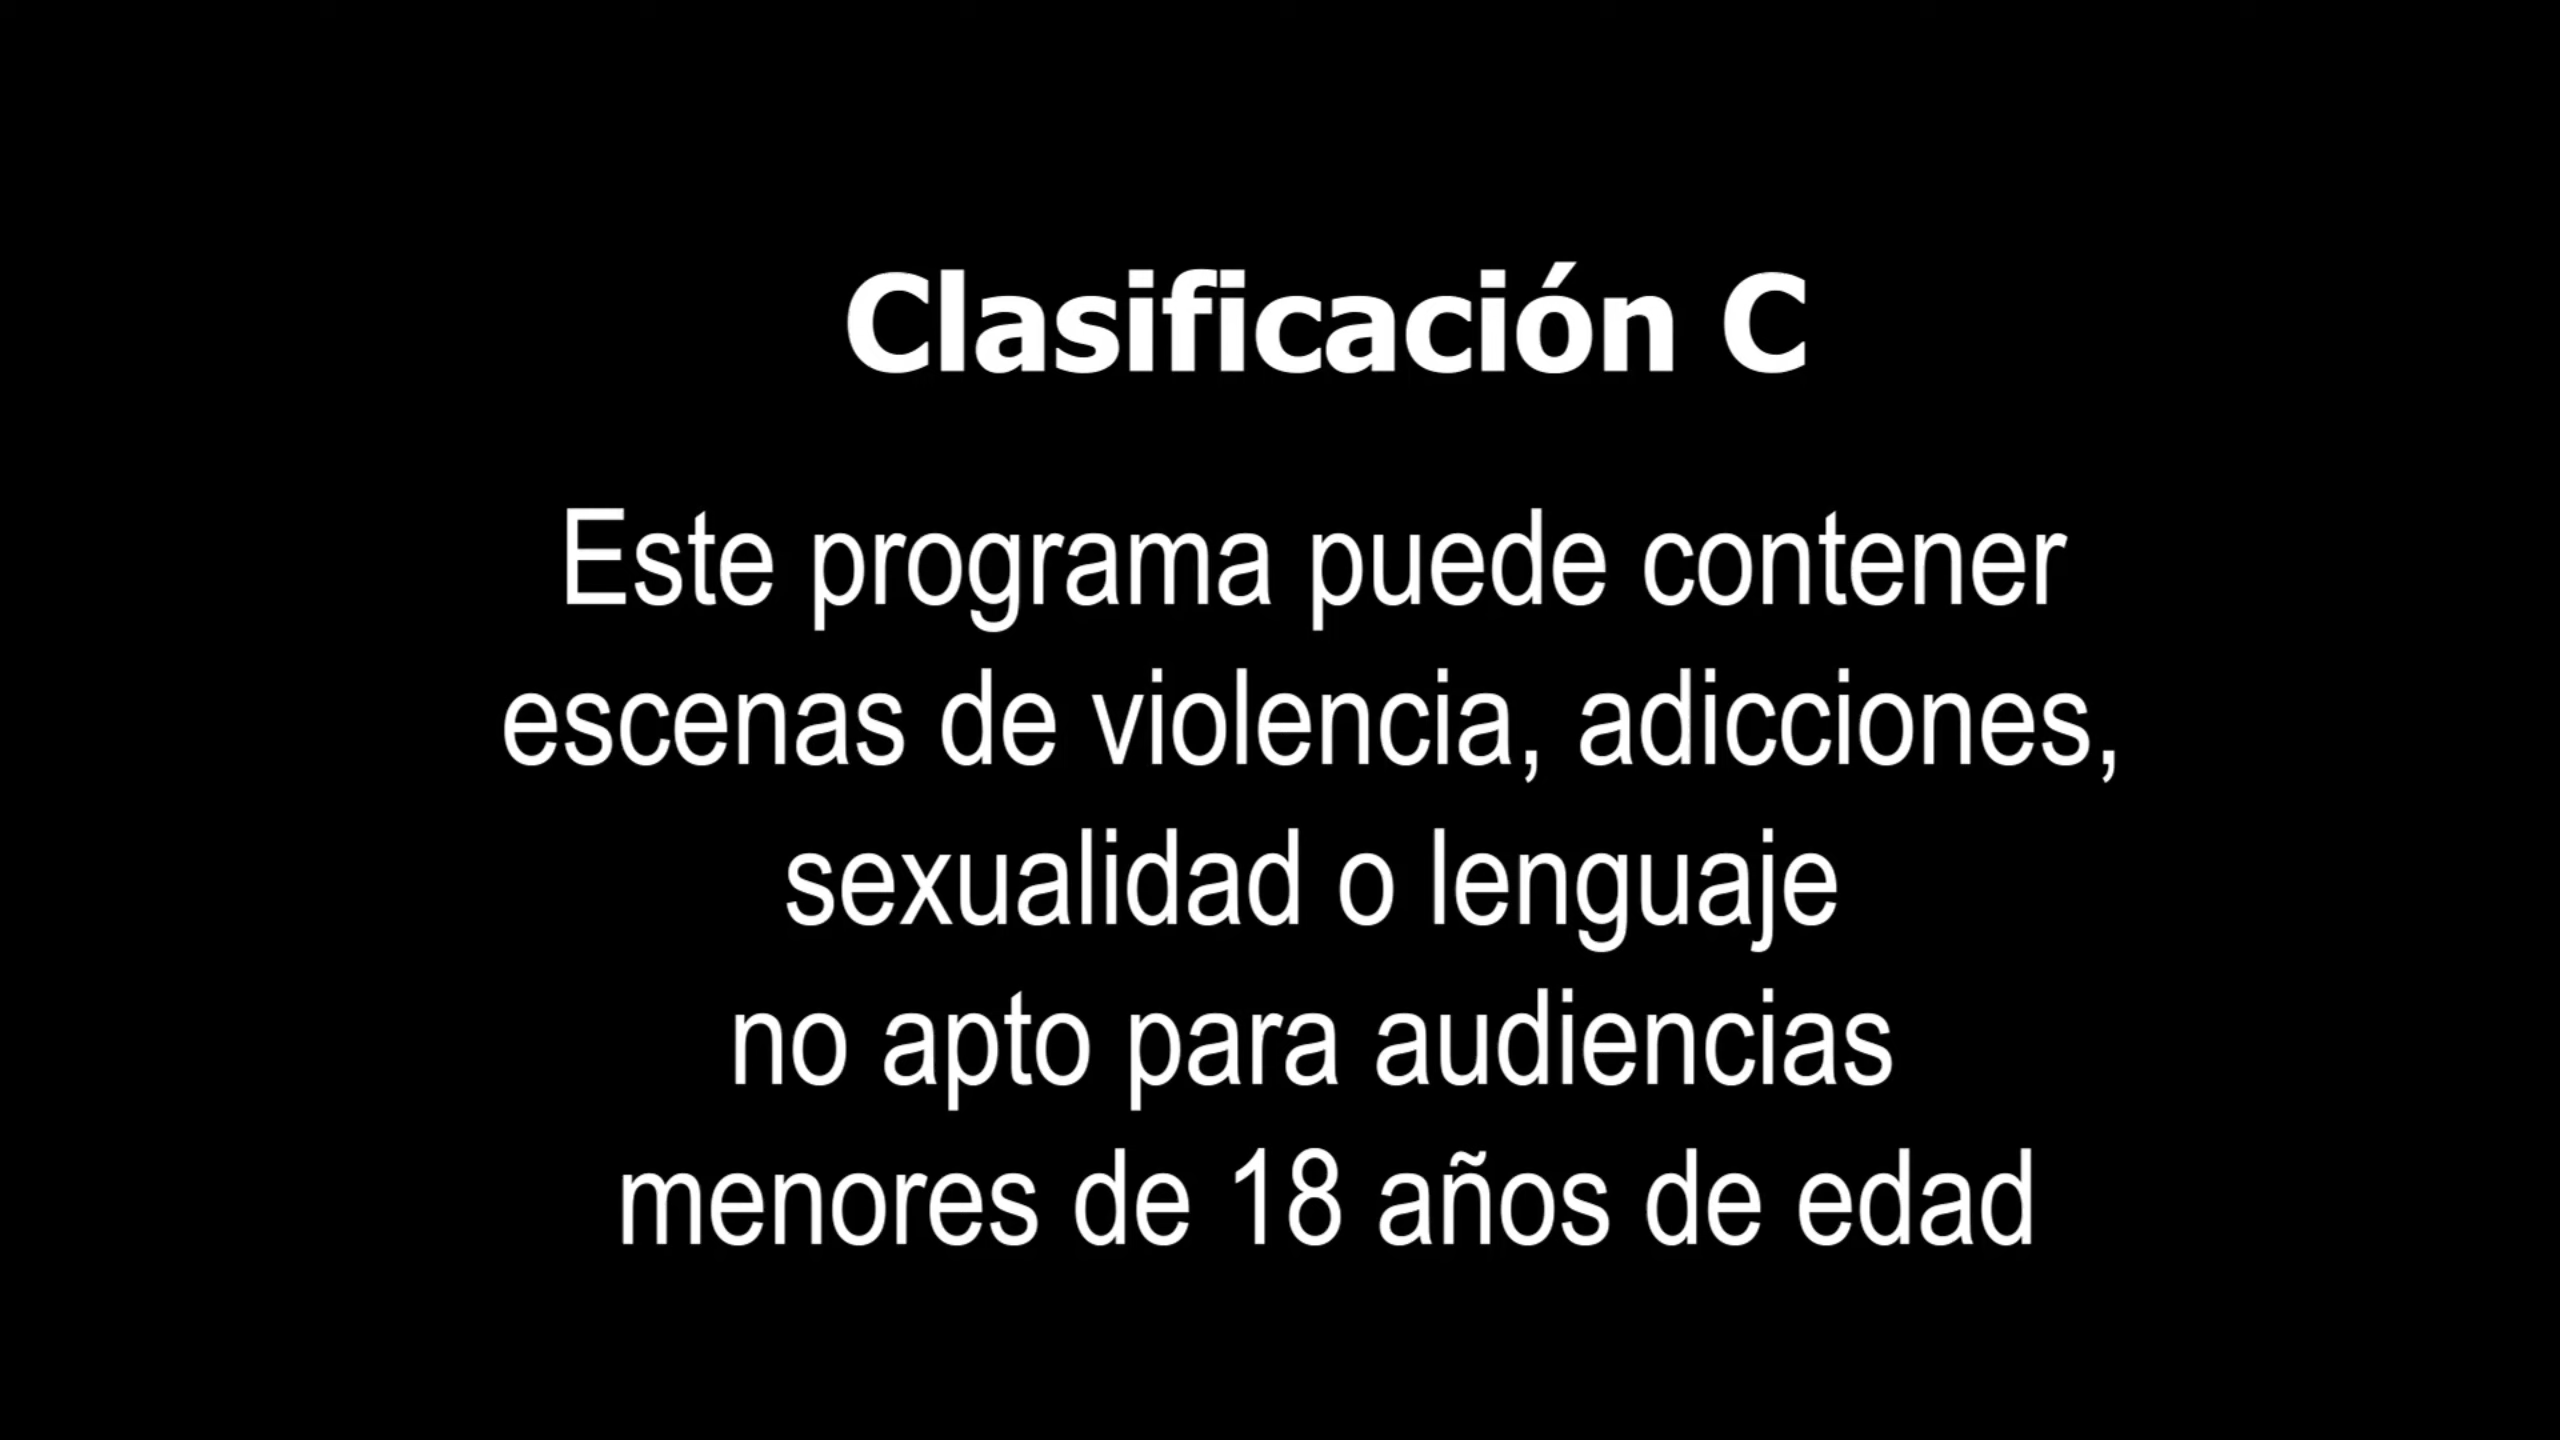 Clasificación C
Este programa puede contener
escenas de violencia, adicciones,
sexualidad o lenguaje
no apto para audiencias
menores de 18 años de edad